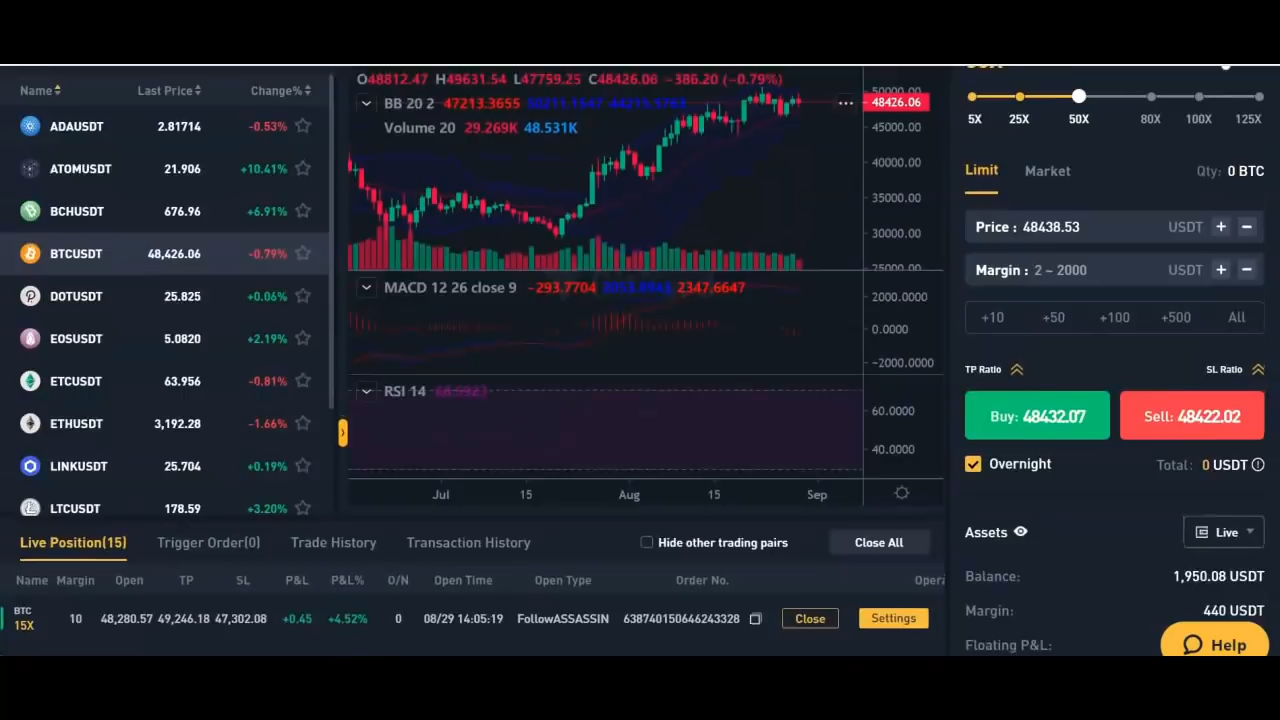 Name Last Price Change%
ADAUSDT 2.81714 -0.53%
ATOMUSDT 21.906 +10.41%
BCHUSDT 676.96 +6.91%
BTCUSDT 48,426.06 -0.79%
DOTUSDT 25.825 +0.06%
EOSUSDT 5.0820 +2.19%
ETCUSDT 63.956 -0.81%
ETHUSDT 3,192.28 -1.66%
LINKUSDT 25.704 +0.19%
LTCUSDT 178.59 +3.20%
O48812.47 H49631.54 L47759.25 C48426.06 -386.20 (-0.79%)
BB 20 2 47213.3655
Volume 20 29.269K 48.531K
50000.00
48426.06
45000.00
40000.00
35000.00
30000.00
25000.00
MACD 12 26 close 9 -293.7704 2347.6647
2000.0000
0.0000
-2000.0000
RSI 14
60.0000
40.0000
Jul 15 Aug 15 Sep
5X 25X 50X 80X 100X 125X
Limit Market Qty: 0 BTC
Price : 48438.53 USDT + -
Margin : 2 ~ 2000 USDT + -
+10 +50 +100 +500 All
TP Ratio SL Ratio
Buy: 48432.07 Sell: 48422.02
Overnight Total: 0 USDT
Assets Live
Balance: 1,950.08 USDT
Margin: 440 USDT
Floating P&L:
Help
Live Position(15) Trigger Order(0) Trade History Transaction History Hide other trading pairs Close All
Name Margin Open TP SL P&L P&L% O/N Open Time Open Type Order No. Opera
BTC
15X 10 48,280.57 49,246.18 47,302.08 +0.45 +4.52% 0 08/29 14:05:19 FollowASSASSIN 638740150646243328 Close Settings